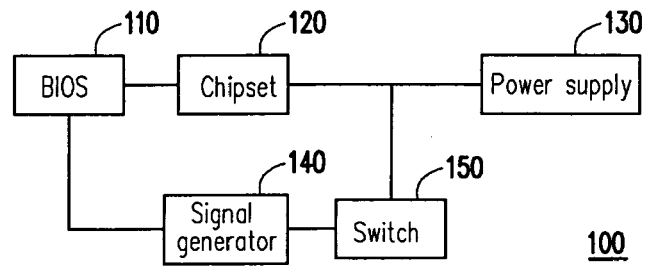 110
120
130
BIOS
Chipset
Power supply
140
150
Signal
generator
Switch
100